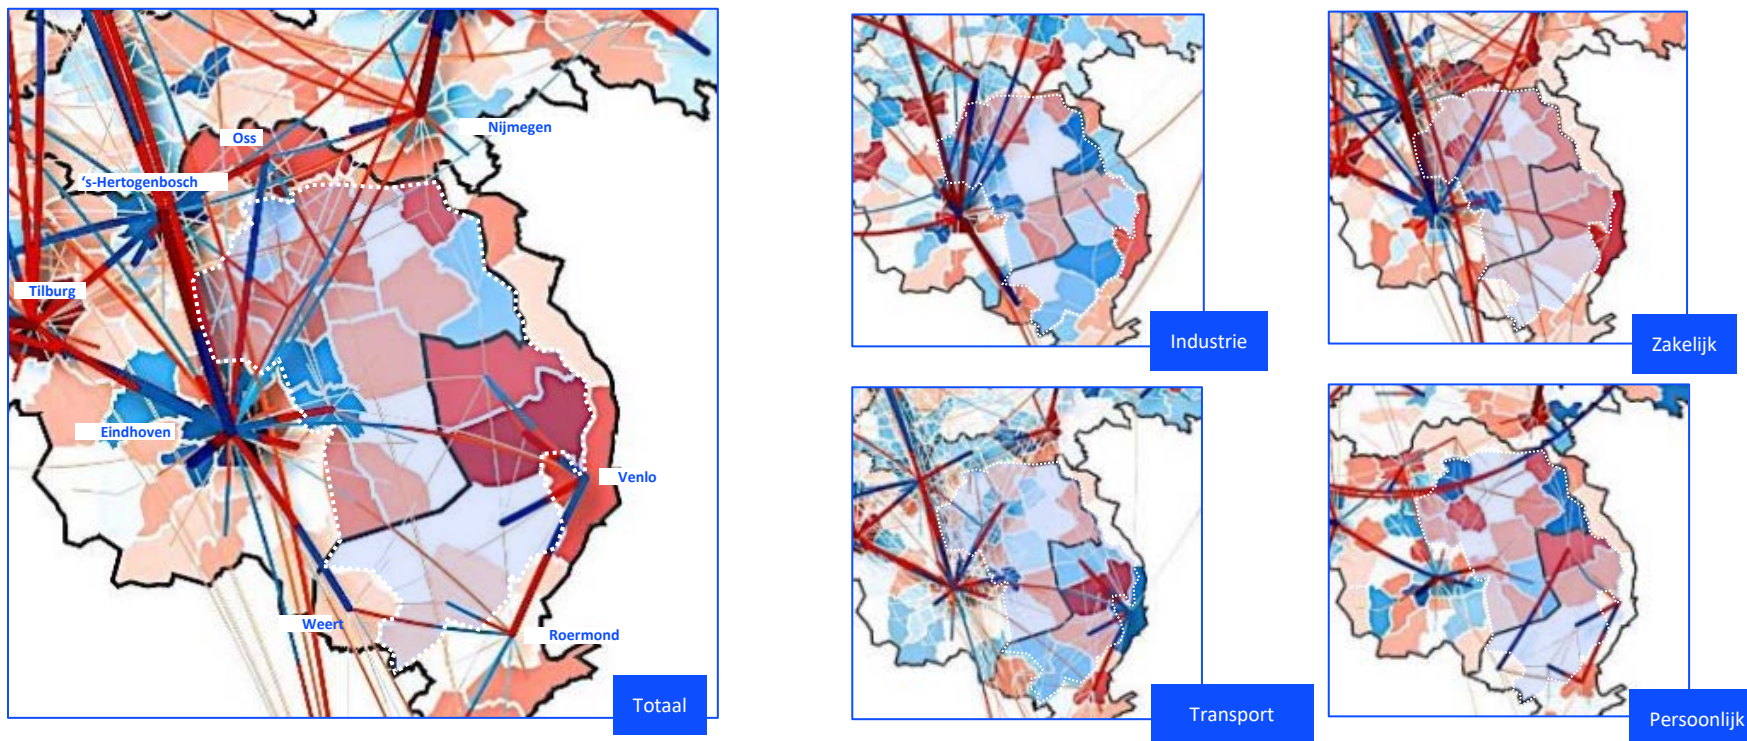 Oss
Nijmegen
‘s-Hertogenbosch
Tilburg
Eindhoven
Venlo
Weert
Roermond
Totaal
Industrie
Zakelijk
Transport
Persoonlijk